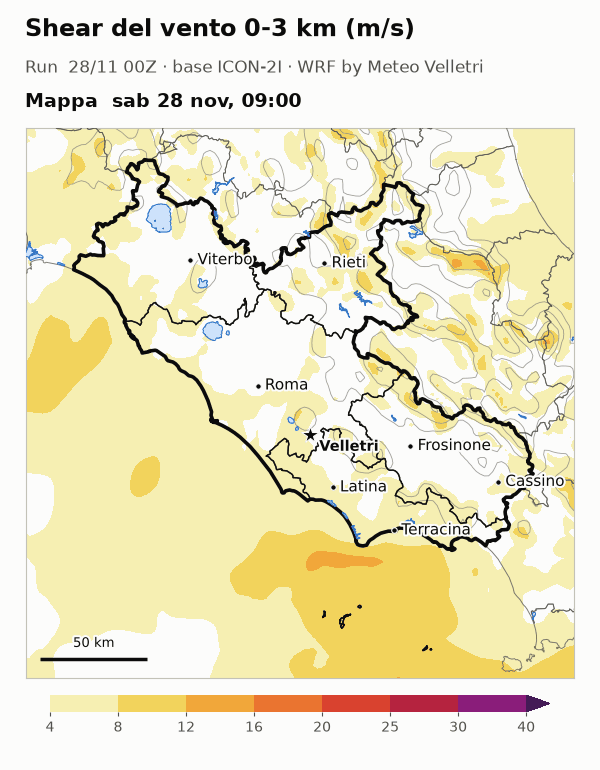 Shear del vento 0-3 km (m/s)
Run  28/11 00Z · base ICON-2I · WRF by Meteo Velletri
Mappa  sab 28 nov, 09:00
Viterbo
Rieti
Roma
Velletri
Frosinone
Latina
Cassino
Terracina
50 km
4 8 12 16 20 25 30 40